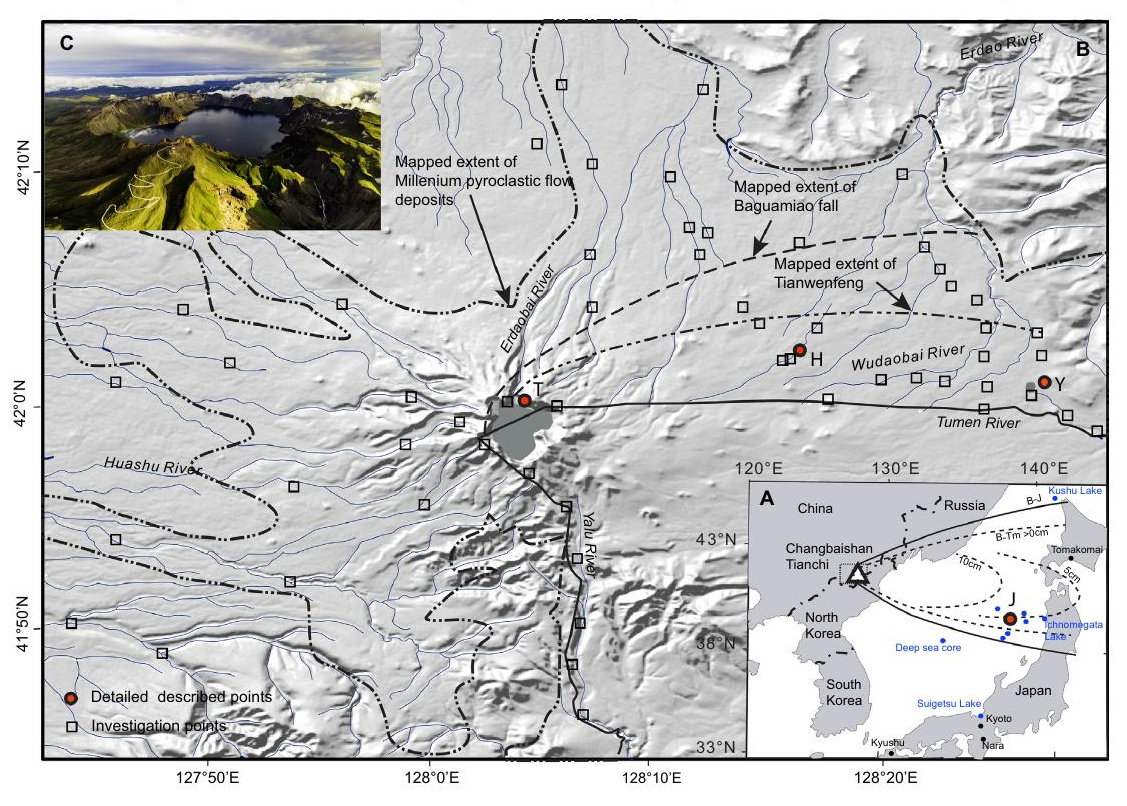 C
B
Erdao River
42°10'N
Mapped extent of
Millenium pyroclastic flow
deposits
Mapped extent of
Baguamiao fall
Mapped extent of
Tianwenfeng
Erdaobai River
H
Wudaobai River
Y
T
42°0'N
Tumen River
Huashu River
Yalu River
41°50'N
Detailed described points
Investigation points
127°50'E
128°0'E
128°10'E
128°20'E
120°E
130°E
140°E
A
Kushu Lake
B-J
Russia
China
B-Tm >0cm
43°N
Changbaishan
Tianchi
Tomakomai
10cm
5cm
J
North
Korea
Ichnomegata
Lake
38°N
Deep sea core
South
Korea
Japan
Suigetsu Lake
Kyoto
Kyushu
Nara
33°N